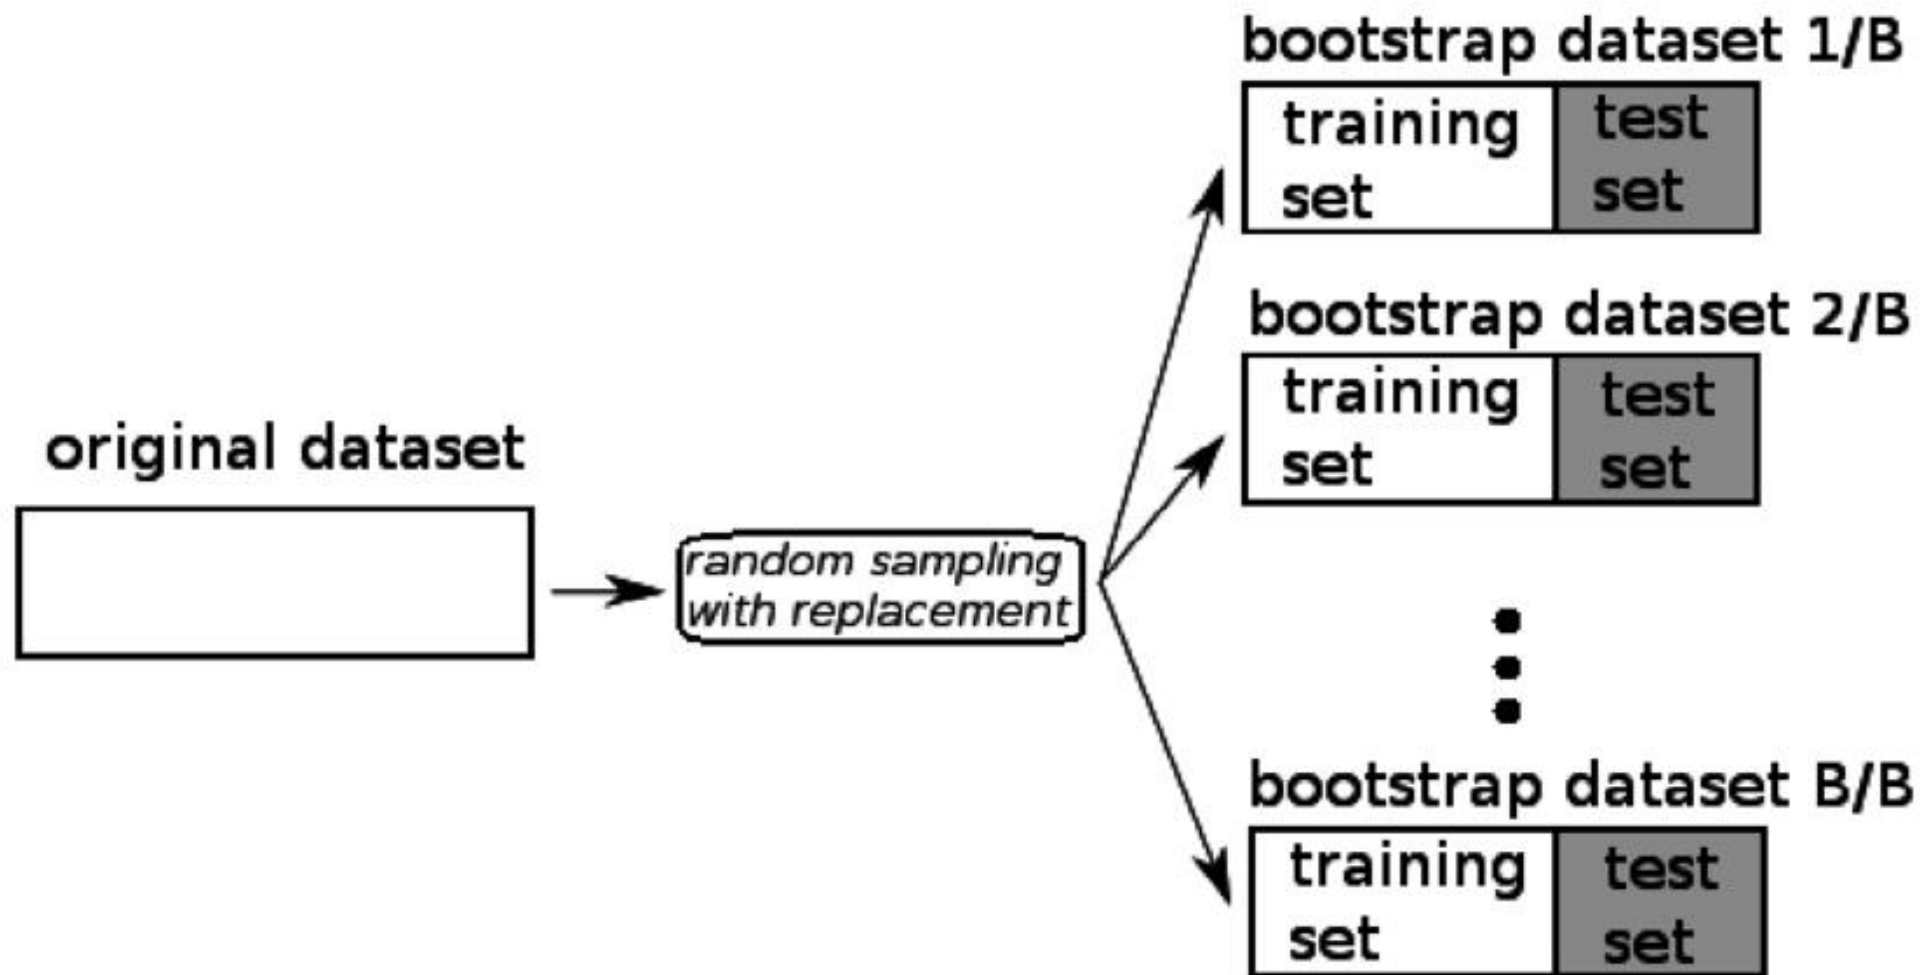 original dataset
random sampling
with replacement
bootstrap dataset 1/B
training
set
test
set
bootstrap dataset 2/B
training
set
test
set
bootstrap dataset B/B
training
set
test
set